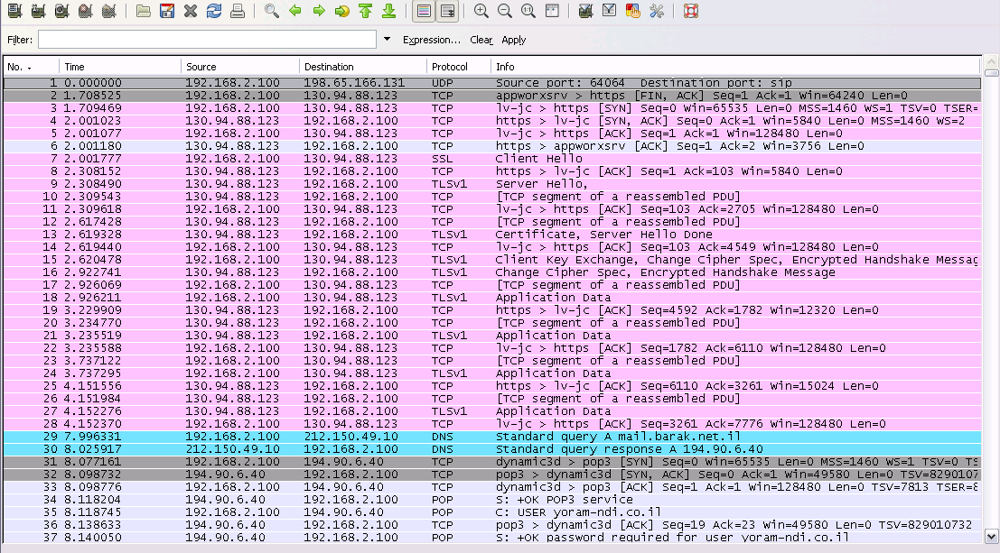 Filter: Expression... Clear Apply
No. Time Source Destination Protocol Info
1 0.000000 192.168.2.100 198.65.166.131 UDP Source port: 64064 Destination port: sip
2 1.708525 192.168.2.100 130.94.88.123 TCP appworxsrv > https [FIN, ACK] Seq=1 Ack=1 Win=64240 Len=0
3 1.709469 192.168.2.100 130.94.88.123 TCP lv-jc > https [SYN] Seq=0 Win=65535 Len=0 MSS=1460 WS=1 TSV=0 TSER=
4 2.001023 130.94.88.123 192.168.2.100 TCP https > lv-jc [SYN, ACK] Seq=0 Ack=1 Win=5840 Len=0 MSS=1460 WS=2
5 2.001077 192.168.2.100 130.94.88.123 TCP lv-jc > https [ACK] Seq=1 Ack=1 Win=128480 Len=0
6 2.001180 130.94.88.123 192.168.2.100 TCP https > appworxsrv [ACK] Seq=1 Ack=2 Win=3756 Len=0
7 2.001777 192.168.2.100 130.94.88.123 SSL Client Hello
8 2.308152 130.94.88.123 192.168.2.100 TCP https > lv-jc [ACK] Seq=1 Ack=103 Win=5840 Len=0
9 2.308490 130.94.88.123 192.168.2.100 TLSv1 Server Hello,
10 2.309543 130.94.88.123 192.168.2.100 TCP [TCP segment of a reassembled PDU]
11 2.309618 192.168.2.100 130.94.88.123 TCP lv-jc > https [ACK] Seq=103 Ack=2705 Win=128480 Len=0
12 2.617428 130.94.88.123 192.168.2.100 TCP [TCP segment of a reassembled PDU]
13 2.619328 130.94.88.123 192.168.2.100 TLSv1 Certificate, Server Hello Done
14 2.619440 192.168.2.100 130.94.88.123 TCP lv-jc > https [ACK] Seq=103 Ack=4549 Win=128480 Len=0
15 2.620478 192.168.2.100 130.94.88.123 TLSv1 Client Key Exchange, Change Cipher Spec, Encrypted Handshake Messag
16 2.922741 130.94.88.123 192.168.2.100 TLSv1 Change Cipher Spec, Encrypted Handshake Message
17 2.926069 192.168.2.100 130.94.88.123 TCP [TCP segment of a reassembled PDU]
18 2.926211 192.168.2.100 130.94.88.123 TLSv1 Application Data
19 3.229909 130.94.88.123 192.168.2.100 TCP https > lv-jc [ACK] Seq=4592 Ack=1782 Win=12320 Len=0
20 3.234770 130.94.88.123 192.168.2.100 TCP [TCP segment of a reassembled PDU]
21 3.235519 130.94.88.123 192.168.2.100 TLSv1 Application Data
22 3.235588 192.168.2.100 130.94.88.123 TCP lv-jc > https [ACK] Seq=1782 Ack=6110 Win=128480 Len=0
23 3.737122 192.168.2.100 130.94.88.123 TCP [TCP segment of a reassembled PDU]
24 3.737295 192.168.2.100 130.94.88.123 TLSv1 Application Data
25 4.151556 130.94.88.123 192.168.2.100 TCP https > lv-jc [ACK] Seq=6110 Ack=3261 Win=15024 Len=0
26 4.151984 130.94.88.123 192.168.2.100 TCP [TCP segment of a reassembled PDU]
27 4.152276 130.94.88.123 192.168.2.100 TLSv1 Application Data
28 4.152370 192.168.2.100 130.94.88.123 TCP lv-jc > https [ACK] Seq=3261 Ack=7776 Win=128480 Len=0
29 7.996331 192.168.2.100 212.150.49.10 DNS Standard query A mail.barak.net.il
30 8.025917 212.150.49.10 192.168.2.100 DNS Standard query response A 194.90.6.40
31 8.077161 192.168.2.100 194.90.6.40 TCP dynamic3d > pop3 [SYN] Seq=0 Win=65535 Len=0 MSS=1460 WS=1 TSV=0 TS
32 8.098732 194.90.6.40 192.168.2.100 TCP pop3 > dynamic3d [SYN, ACK] Seq=0 Ack=1 Win=49580 Len=0 TSV=8290107
33 8.098776 192.168.2.100 194.90.6.40 TCP dynamic3d > pop3 [ACK] Seq=1 Ack=1 Win=128480 Len=0 TSV=7813 TSER=8
34 8.118204 194.90.6.40 192.168.2.100 POP S: +OK POP3 service
35 8.118745 192.168.2.100 194.90.6.40 POP C: USER yoram-ndi.co.il
36 8.138633 194.90.6.40 192.168.2.100 TCP pop3 > dynamic3d [ACK] Seq=19 Ack=23 Win=49580 Len=0 TSV=829010732
37 8.140050 194.90.6.40 192.168.2.100 POP S: +OK password required for user yoram-ndi.co.il